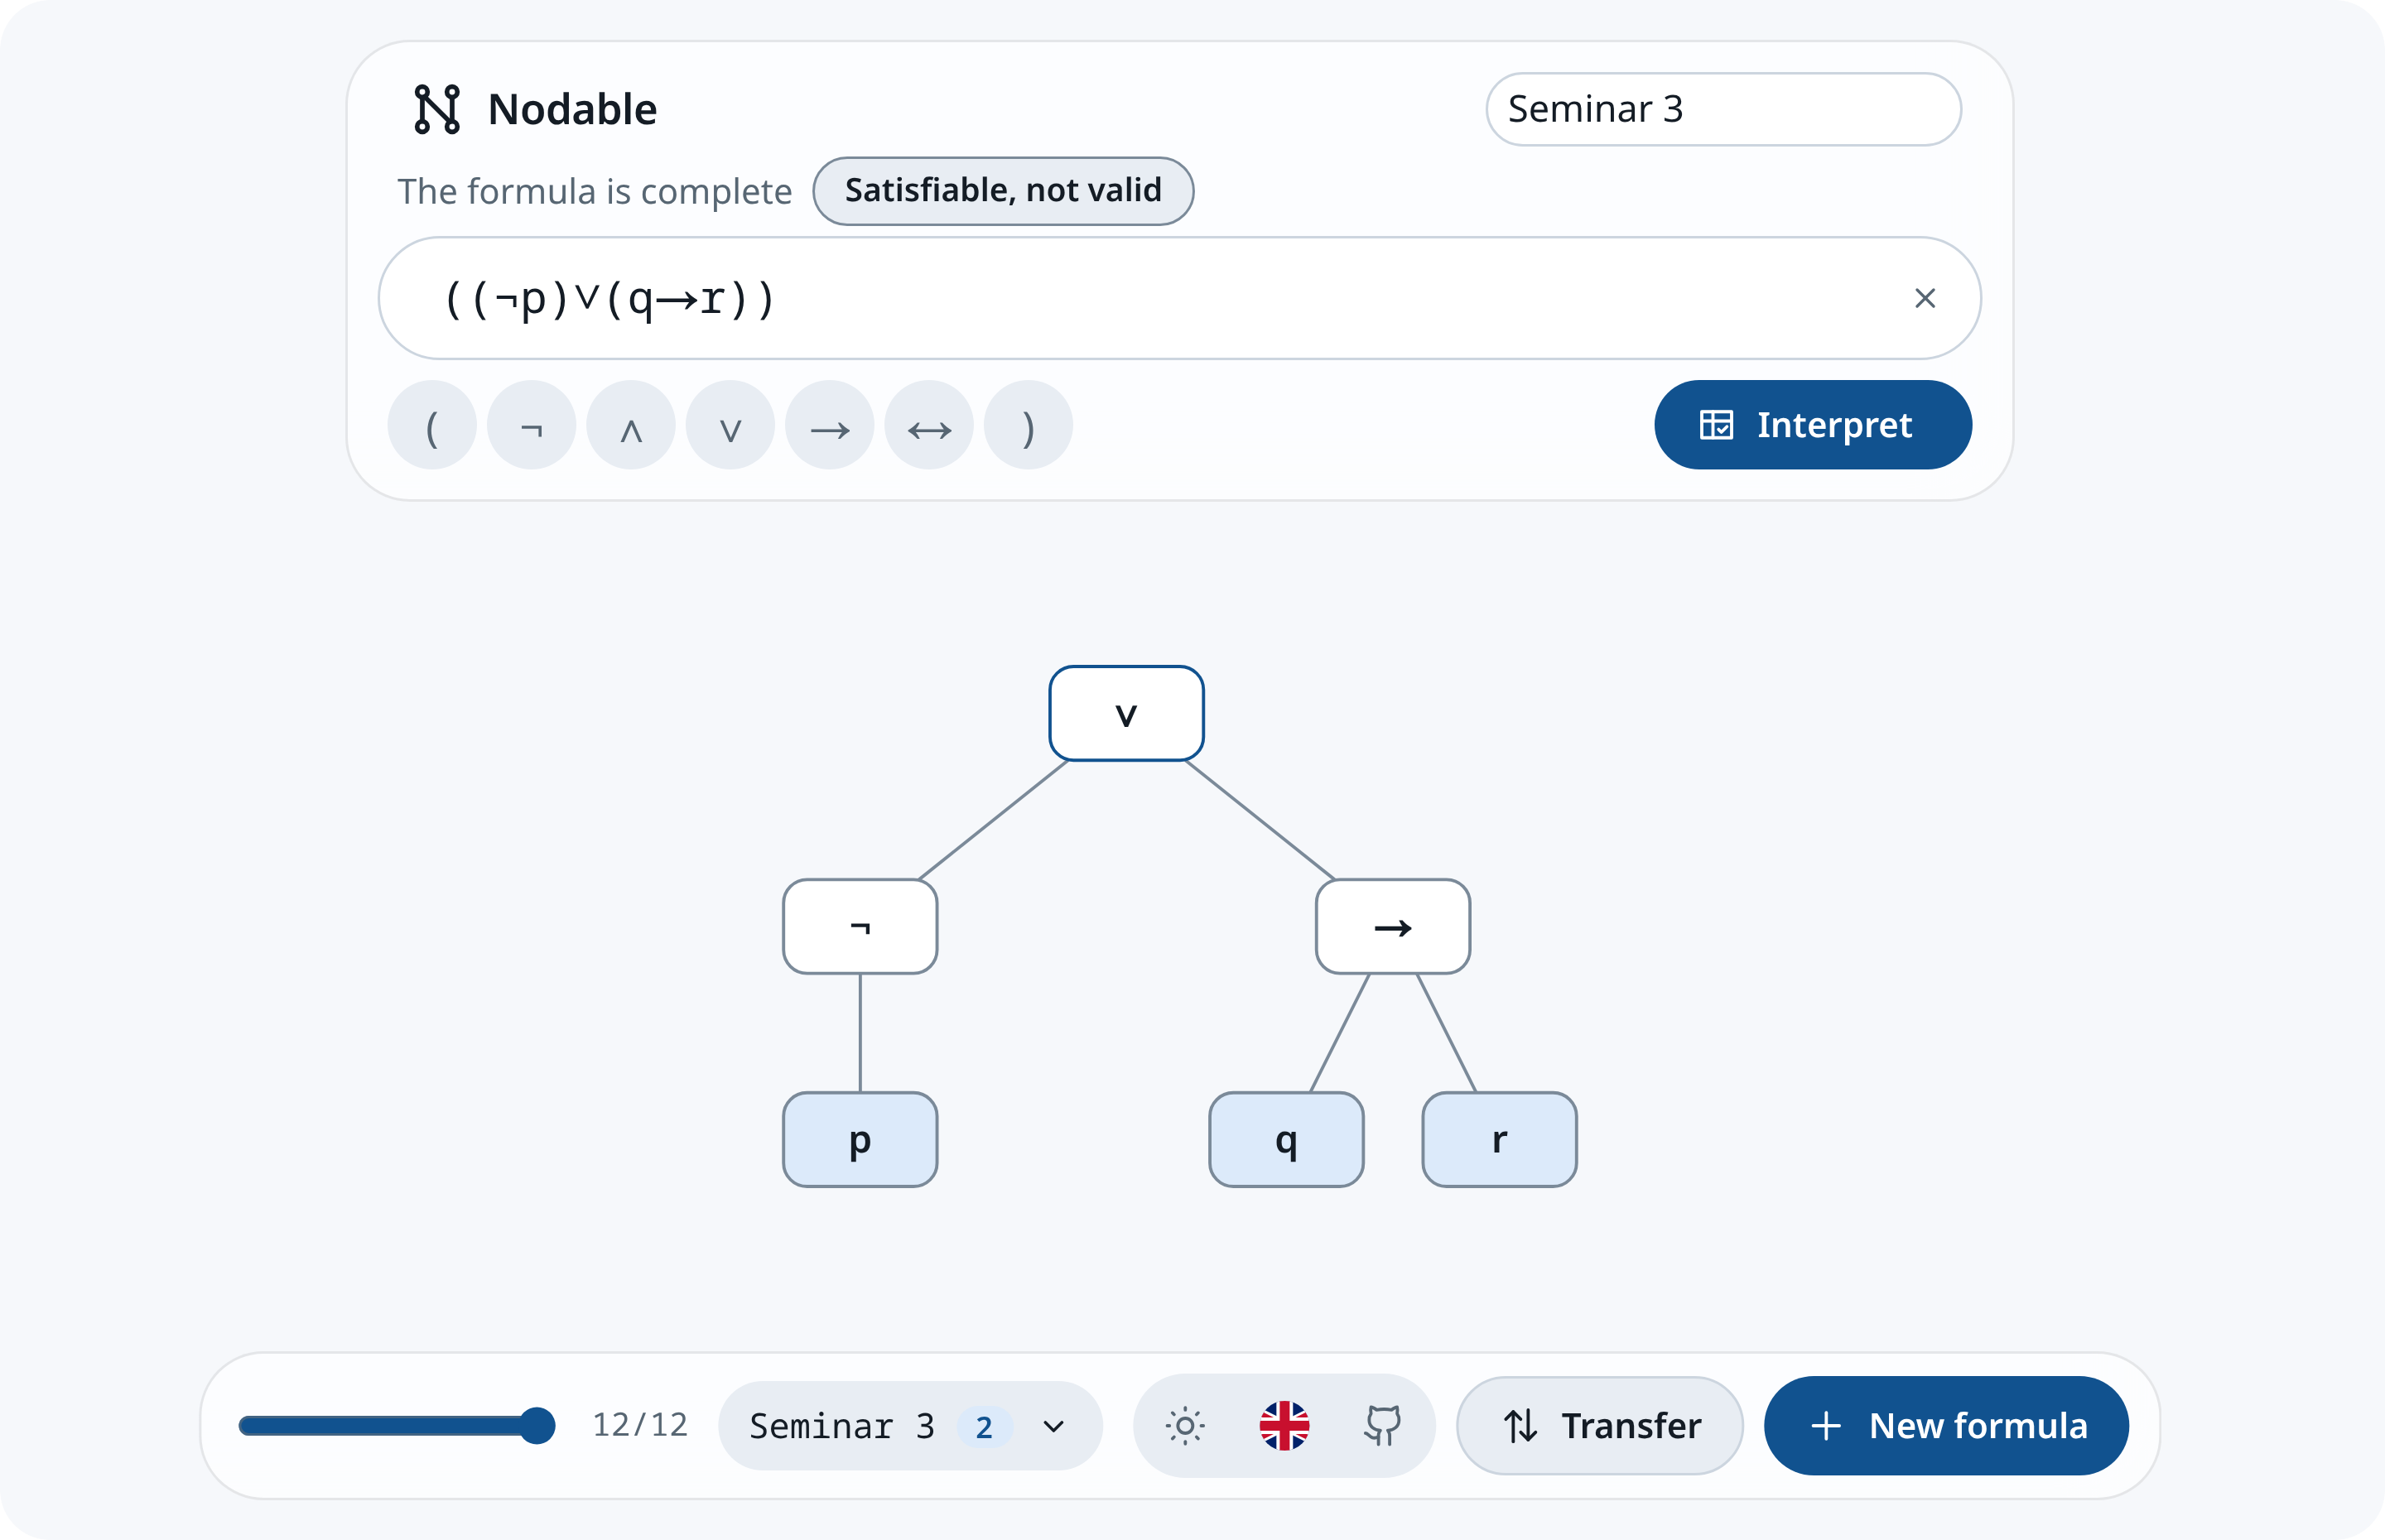 Nodable
Seminar 3
The formula is complete
Satisfiable, not valid
((¬p)∨(q→r))
( ¬ ∧ ∨ → ↔ )
Interpret
∨
¬ →
p q r
12/12
Seminar 3 2
Transfer
New formula